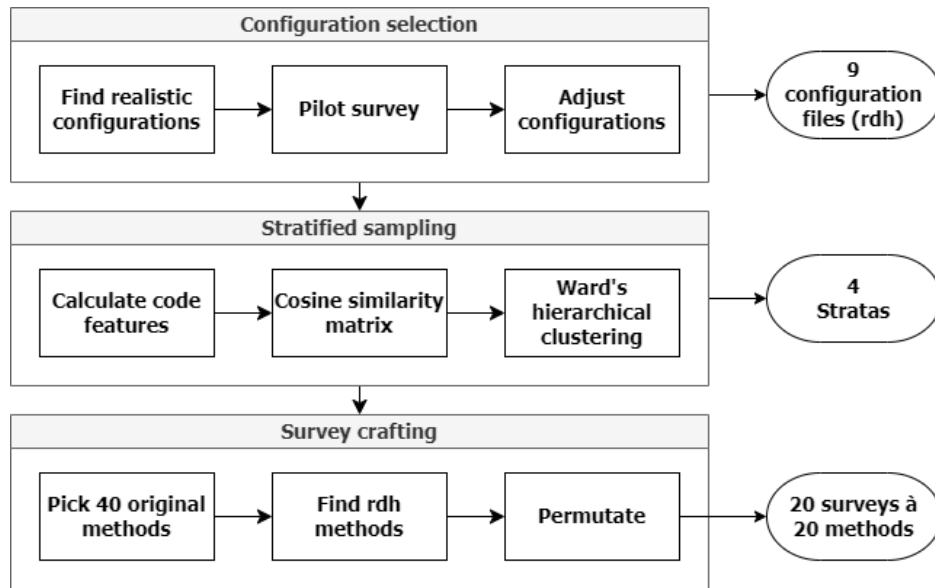 Configuration selection
Find realistic
configurations
Pilot survey
Adjust
configurations
9
configuration
files (rdh)
Stratified sampling
Calculate code
features
Cosine similarity
matrix
Ward's
hierarchical
clustering
4
Stratas
Survey crafting
Pick 40 original
methods
Find rdh
methods
Permutate
20 surveys à
20 methods